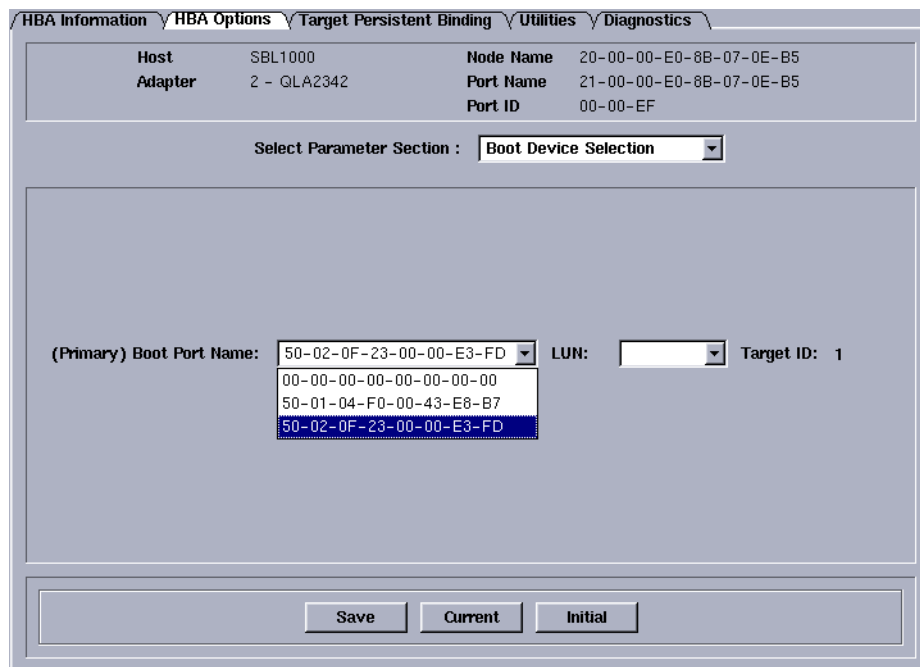 HBA Information HBA Options Target Persistent Binding Utilities Diagnostics
Host SBL1000 Node Name 20-00-00-E0-8B-07-0E-B5
Adapter 2 - QLA2342 Port Name 21-00-00-E0-8B-07-0E-B5
Port ID 00-00-EF
Select Parameter Section : Boot Device Selection
(Primary) Boot Port Name: 50-02-0F-23-00-00-E3-FD LUN: Target ID: 1
00-00-00-00-00-00-00-00
50-01-04-F0-00-43-E8-B7
50-02-0F-23-00-00-E3-FD
Save Current Initial